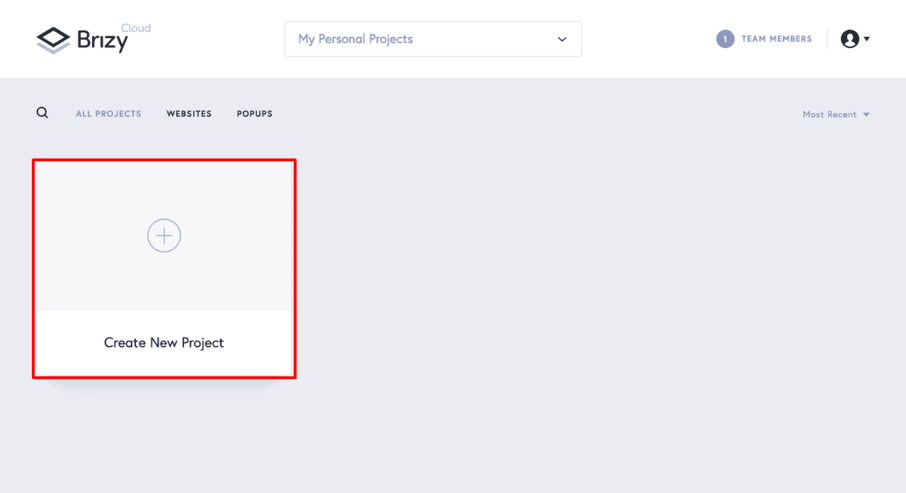 Brizy Cloud
My Personal Projects
1 TEAM MEMBERS
ALL PROJECTS WEBSITES POPUPS
Most Recent
Create New Project